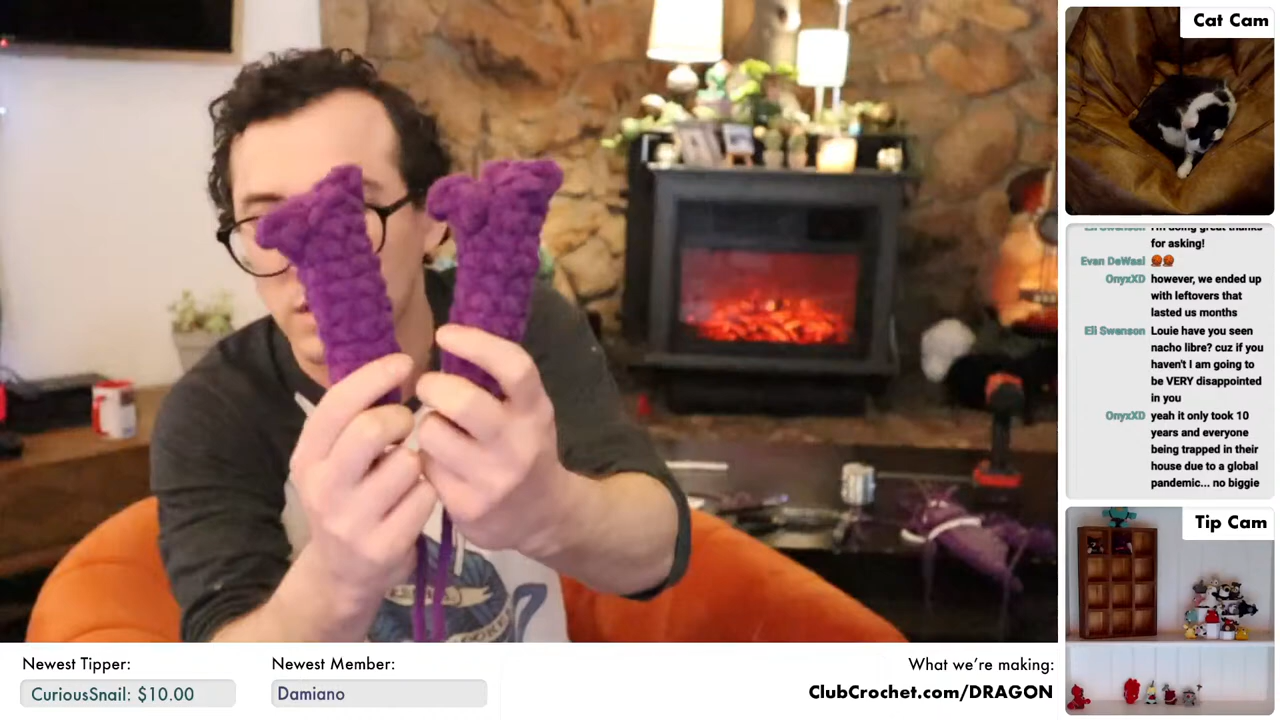 Cat Cam
for asking!
Evan DeWaal
OnyxXD however, we ended up
with leftovers that
lasted us months
Eli Swenson Louie have you seen
nacho libre? cuz if you
haven't I am going to
be VERY disappointed
in you
OnyxXD yeah it only took 10
years and everyone
being trapped in their
house due to a global
pandemic... no biggie
Tip Cam
Newest Tipper:
CuriousSnail: $10.00
Newest Member:
Damiano
What we're making:
ClubCrochet.com/DRAGON